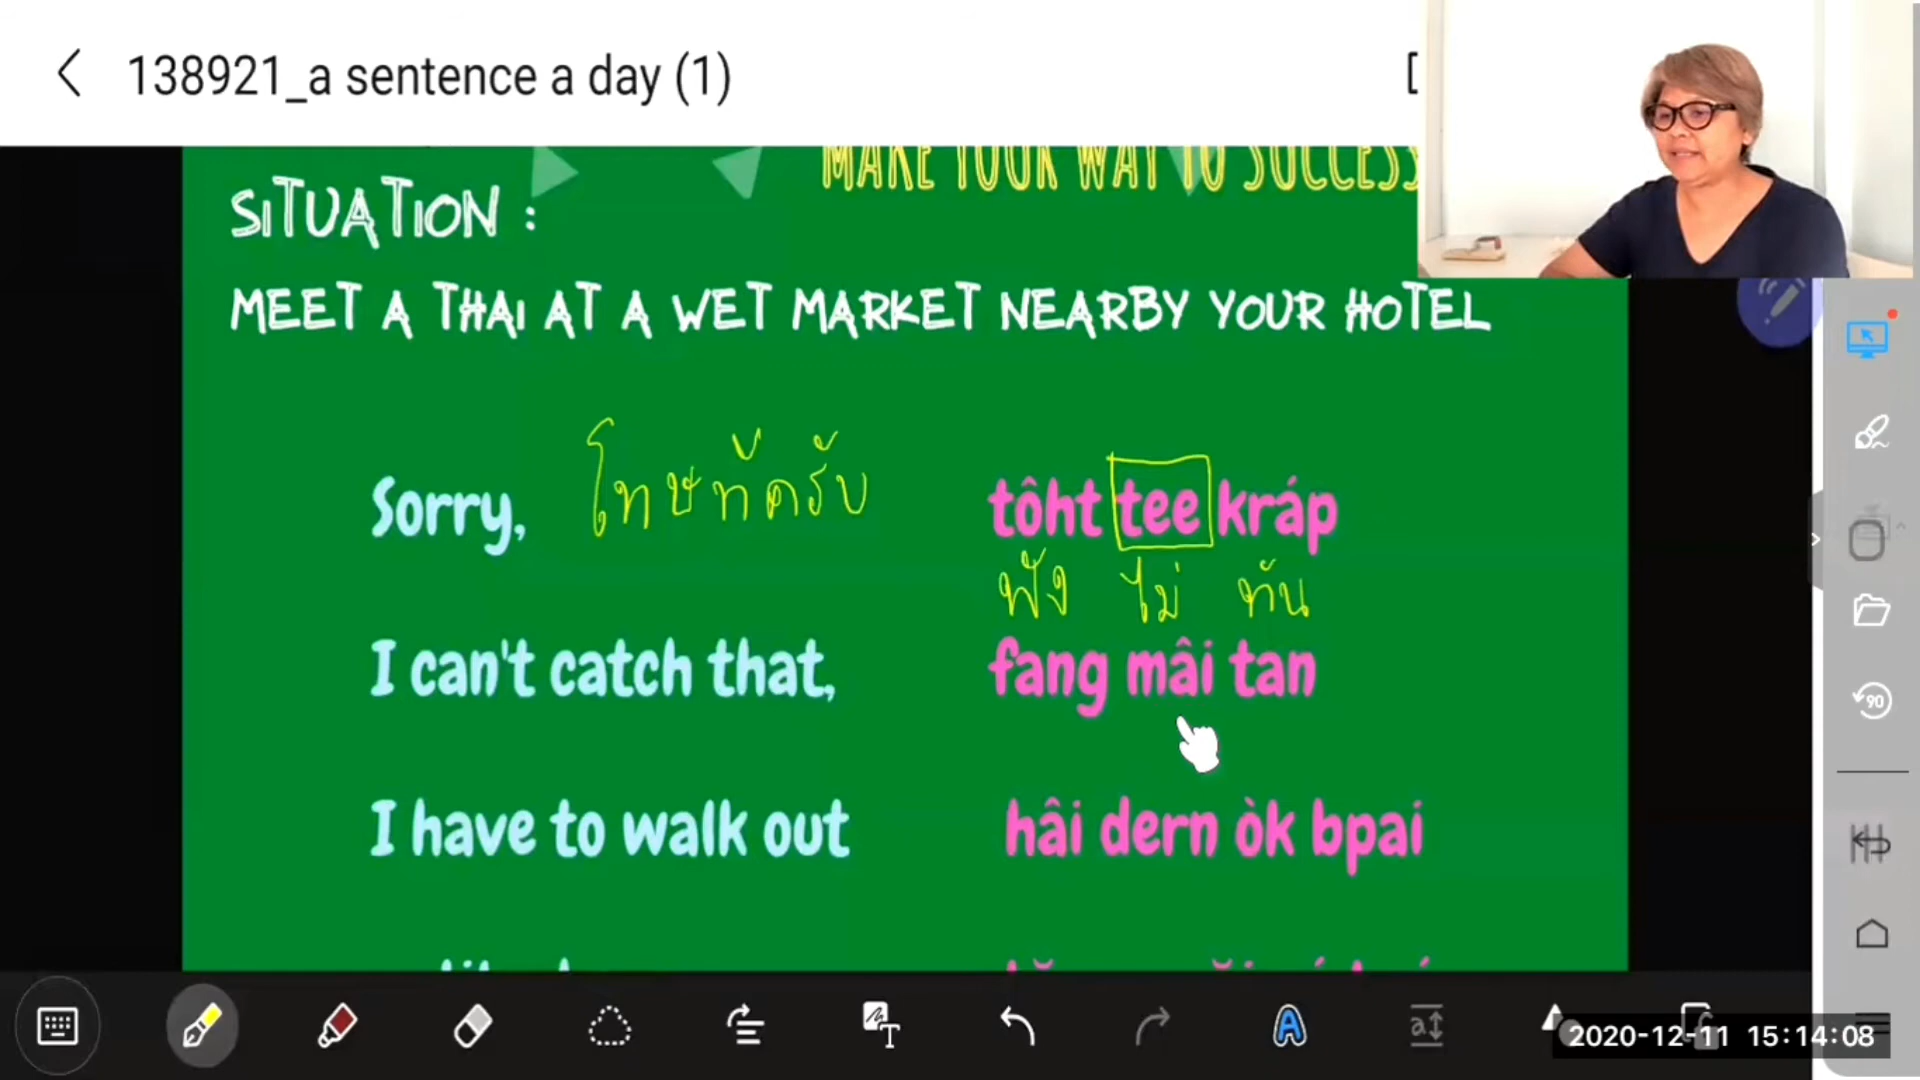 138921_a sentence a day (1)
MAKE YOUR WAY TO SUCCESS
SITUATION :
MEET A THAI AT A WET MARKET NEARBY YOUR HOTEL
Sorry, โทษทีครับ tôht tee kráp
ฟัง ไม่ ทัน
I can't catch that, fang mâi tan
I have to walk out hâi dern òk bpai
90
2020-12-11 15:14:08